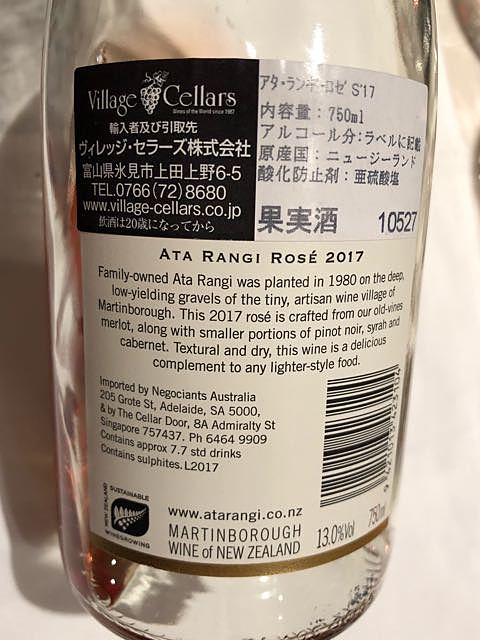 Village Cellars
Wines of the World since 1987
輸入者及び引取先
ヴィレッジ・セラーズ株式会社
富山県氷見市上田上野6-5
TEL.0766(72)8680
www.village-cellars.co.jp
飲酒は20歳になってから
アタ・ランギ・ロゼ S'17
内容量:750ml
アルコール分:ラベルに記載
原産国:ニュージーランド
酸化防止剤:亜硫酸塩
果実酒 10527
ATA RANGI ROSÉ 2017
Family-owned Ata Rangi was planted in 1980 on the deep,
low-yielding gravels of the tiny, artisan wine village of
Martinborough. This 2017 rosé is crafted from our old-vines
merlot, along with smaller portions of pinot noir, syrah and
cabernet. Textural and dry, this wine is a delicious
complement to any lighter-style food.
Imported by Negociants Australia
205 Grote St, Adelaide, SA 5000,
& by The Cellar Door, 8A Admiralty St
Singapore 757437. Ph 6464 9909
Contains approx 7.7 std drinks
Contains sulphites. L2017
NEW ZEALAND
SUSTAINABLE
WINEGROWING
www.atarangi.co.nz
MARTINBOROUGH
WINE of NEW ZEALAND
13.0%Vol
750ml